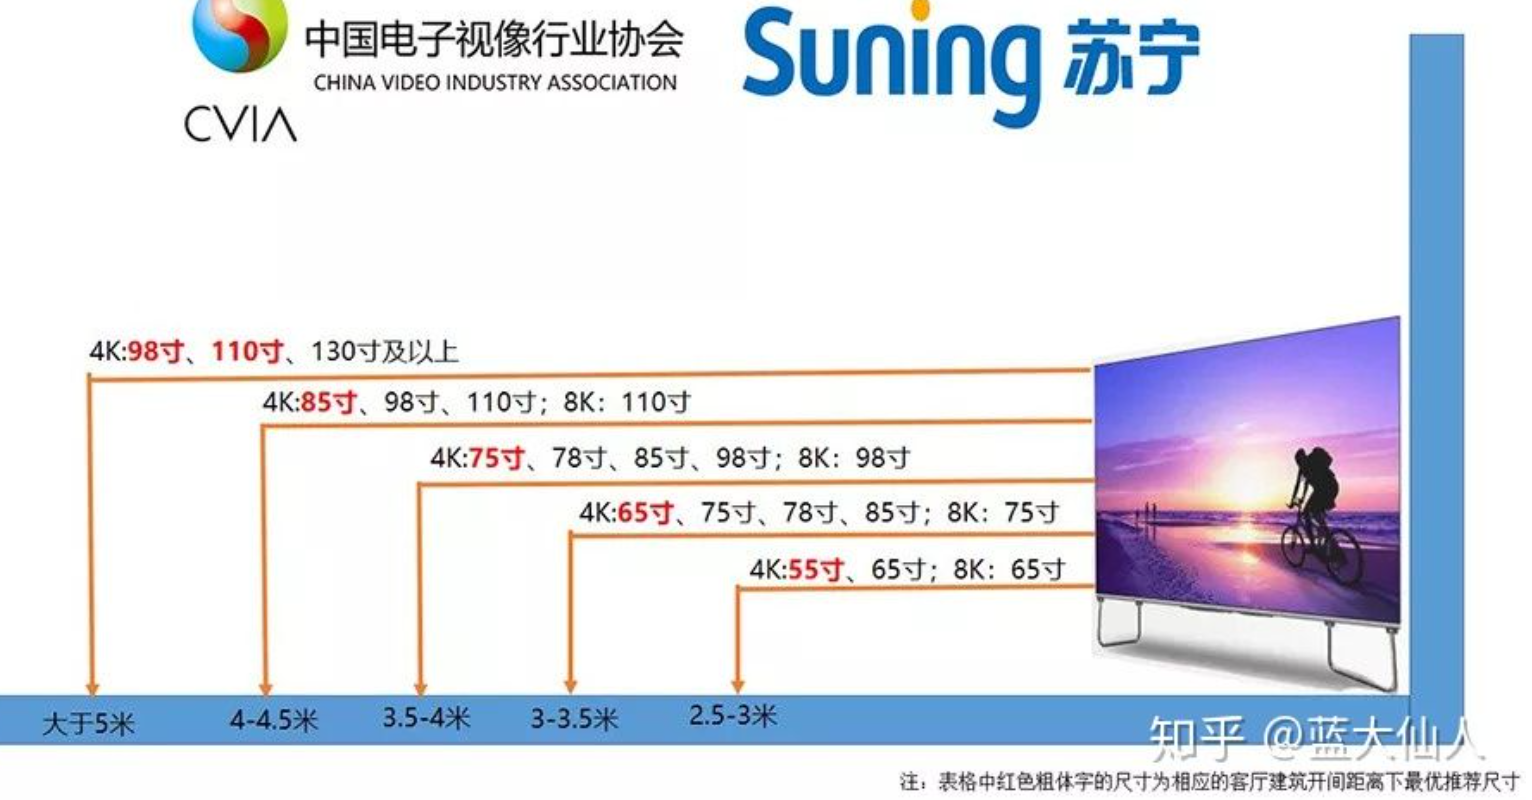 中国电子视像行业协会
CHINA VIDEO INDUSTRY ASSOCIATION
CVIA
Suning 苏宁
4K:98寸、110寸、130寸及以上
4K:85寸、98寸、110寸；8K：110寸
4K:75寸、78寸、85寸、98寸；8K：98寸
4K:65寸、75寸、78寸、85寸；8K：75寸
4K:55寸、65寸；8K：65寸
大于5米 4-4.5米 3.5-4米 3-3.5米 2.5-3米
知乎 @蓝大仙人
注：表格中红色粗体字的尺寸为相应的客厅建筑开间距离下最优推荐尺寸